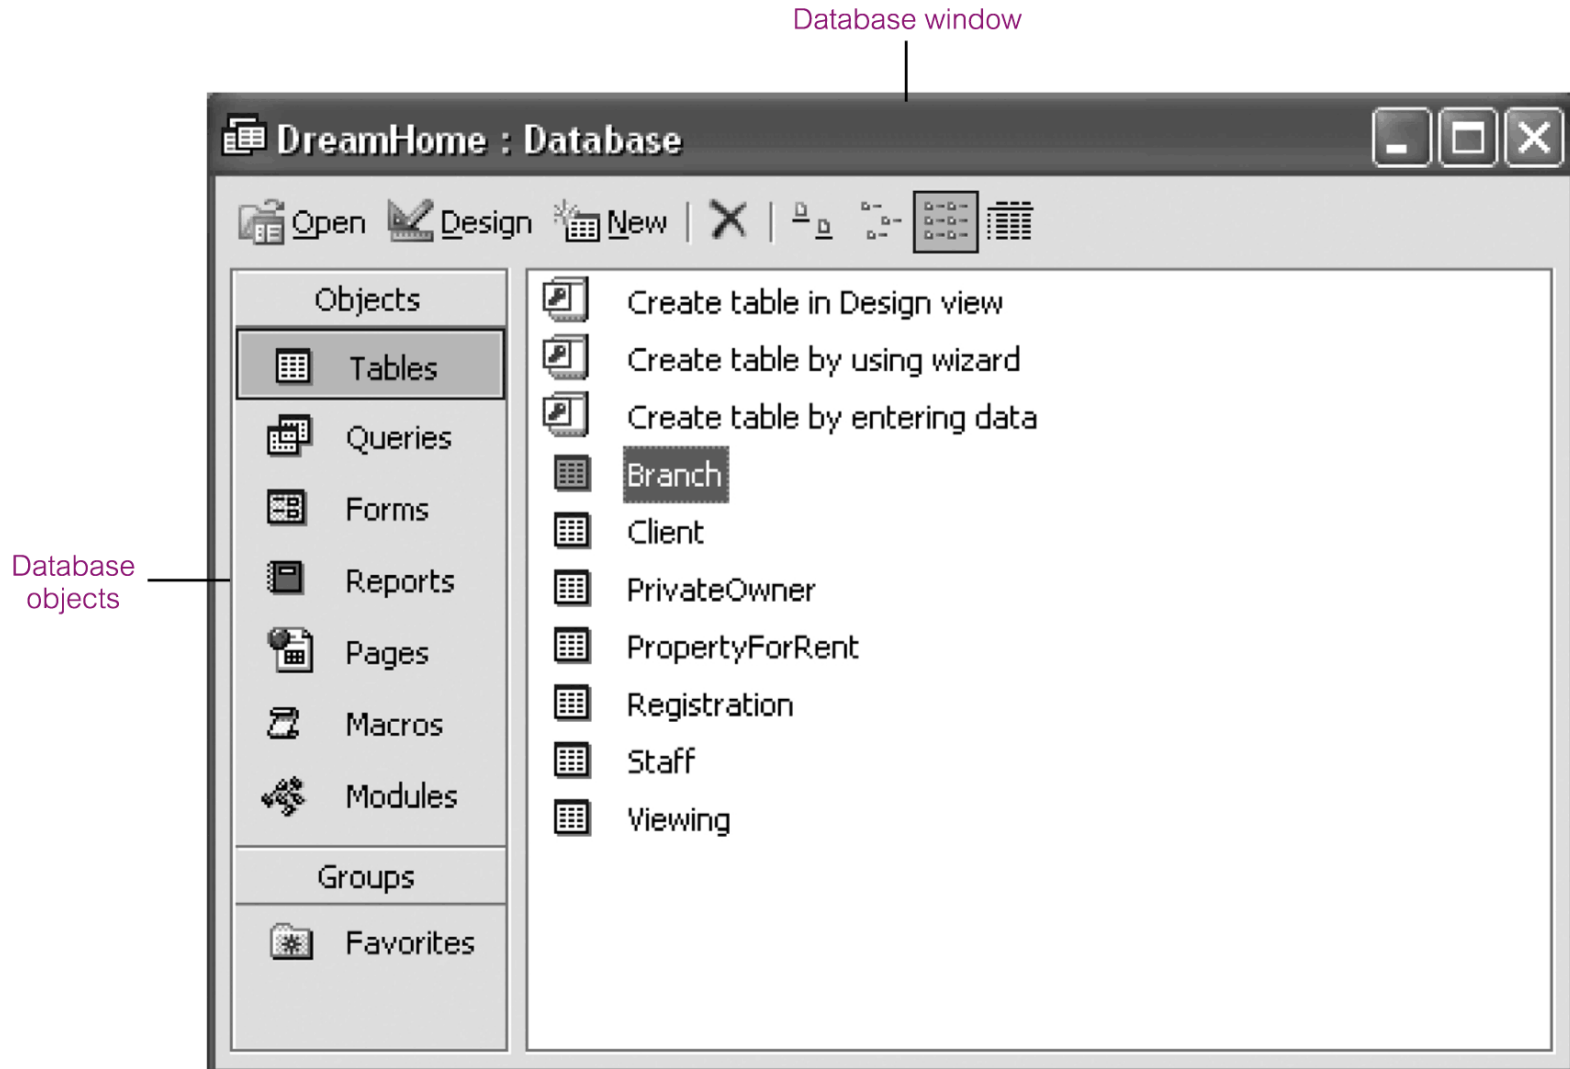 Database window
DreamHome : Database
Open Design New
Objects
Tables
Queries
Forms
Reports
Pages
Macros
Modules
Groups
Favorites
Create table in Design view
Create table by using wizard
Create table by entering data
Branch
Client
PrivateOwner
PropertyForRent
Registration
Staff
Viewing
Database
objects